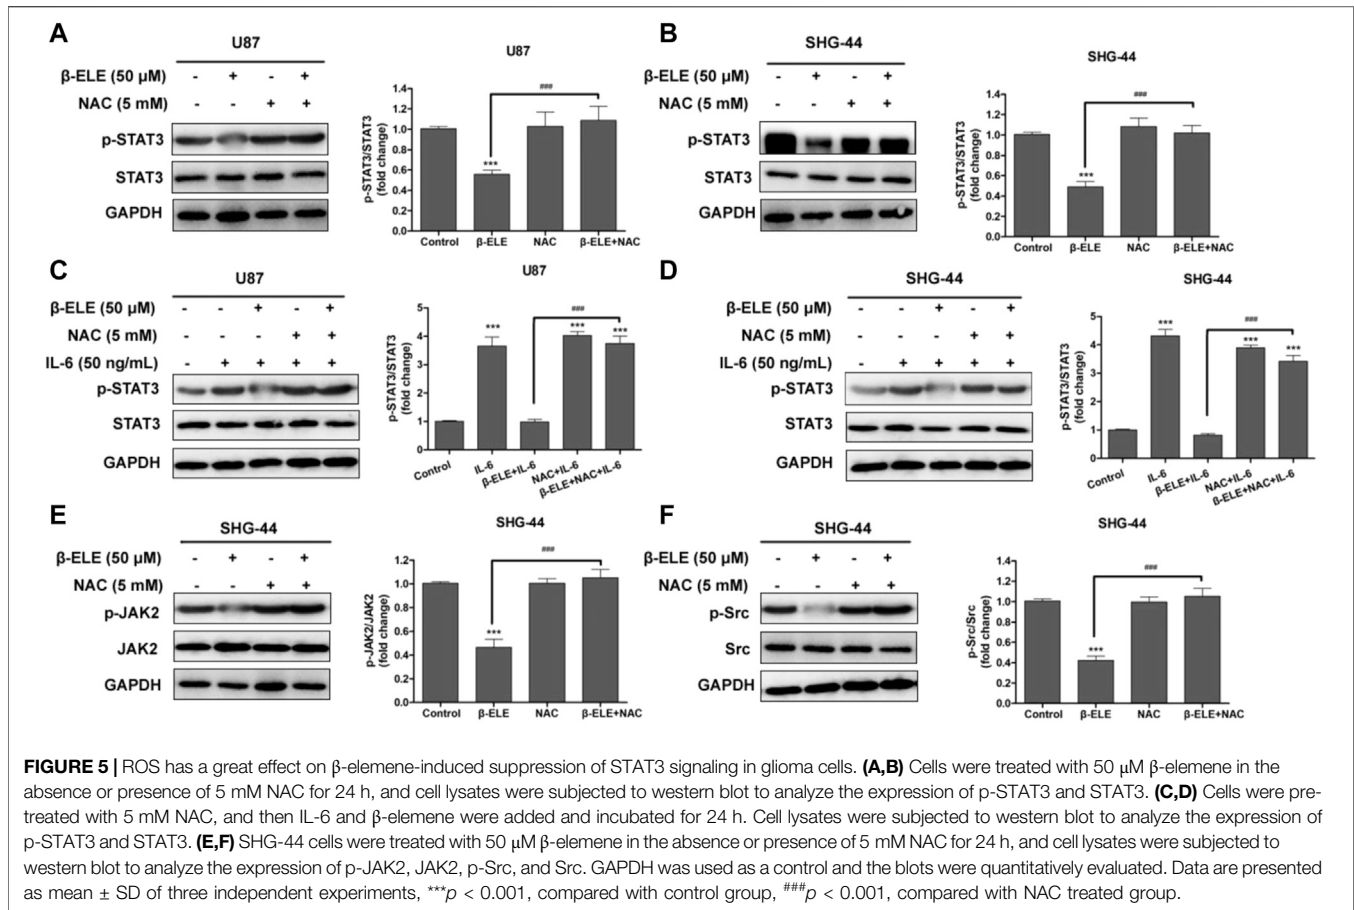 A
U87
β-ELE (50 μM) - + - +
NAC (5 mM) - - + +
p-STAT3
STAT3
GAPDH
U87
p-STAT3/STAT3
(fold change)
1.4
1.2
1.0
0.8
0.6
0.4
0.2
0.0
***
###
Control β-ELE NAC β-ELE+NAC
B
SHG-44
β-ELE (50 μM) - + - +
NAC (5 mM) - - + +
p-STAT3
STAT3
GAPDH
SHG-44
p-STAT3/STAT3
(fold change)
1.4
1.2
1.0
0.8
0.6
0.4
0.2
0.0
***
###
Control β-ELE NAC β-ELE+NAC
C
U87
β-ELE (50 μM) - - + - +
NAC (5 mM) - - - + +
IL-6 (50 ng/mL) - + + + +
p-STAT3
STAT3
GAPDH
U87
p-STAT3/STAT3
(fold change)
5
4
3
2
1
0
***
###
***
***
Control IL-6 β-ELE+IL-6 NAC+IL-6 β-ELE+NAC+IL-6
D
SHG-44
β-ELE (50 μM) - - + - +
NAC (5 mM) - - - + +
IL-6 (50 ng/mL) - + + + +
p-STAT3
STAT3
GAPDH
SHG-44
p-STAT3/STAT3
(fold change)
5
4
3
2
1
0
***
###
***
***
Control IL-6 β-ELE+IL-6 NAC+IL-6 β-ELE+NAC+IL-6
E
SHG-44
β-ELE (50 μM) - + - +
NAC (5 mM) - - + +
p-JAK2
JAK2
GAPDH
SHG-44
p-JAK2/JAK2
(fold change)
1.2
1.0
0.8
0.6
0.4
0.2
0.0
***
###
Control β-ELE NAC β-ELE+NAC
F
SHG-44
β-ELE (50 μM) - + - +
NAC (5 mM) - - + +
p-Src
Src
GAPDH
SHG-44
p-Src/Src
(fold change)
1.4
1.2
1.0
0.8
0.6
0.4
0.2
0.0
***
###
Control β-ELE NAC β-ELE+NAC
FIGURE 5 | ROS has a great effect on β-elemene-induced suppression of STAT3 signaling in glioma cells. (A,B) Cells were treated with 50 μM β-elemene in the
absence or presence of 5 mM NAC for 24 h, and cell lysates were subjected to western blot to analyze the expression of p-STAT3 and STAT3. (C,D) Cells were pre-
treated with 5 mM NAC, and then IL-6 and β-elemene were added and incubated for 24 h. Cell lysates were subjected to western blot to analyze the expression of
p-STAT3 and STAT3. (E,F) SHG-44 cells were treated with 50 μM β-elemene in the absence or presence of 5 mM NAC for 24 h, and cell lysates were subjected to
western blot to analyze the expression of p-JAK2, JAK2, p-Src, and Src. GAPDH was used as a control and the blots were quantitatively evaluated. Data are presented
as mean ± SD of three independent experiments, ***p < 0.001, compared with control group, ###p < 0.001, compared with NAC treated group.